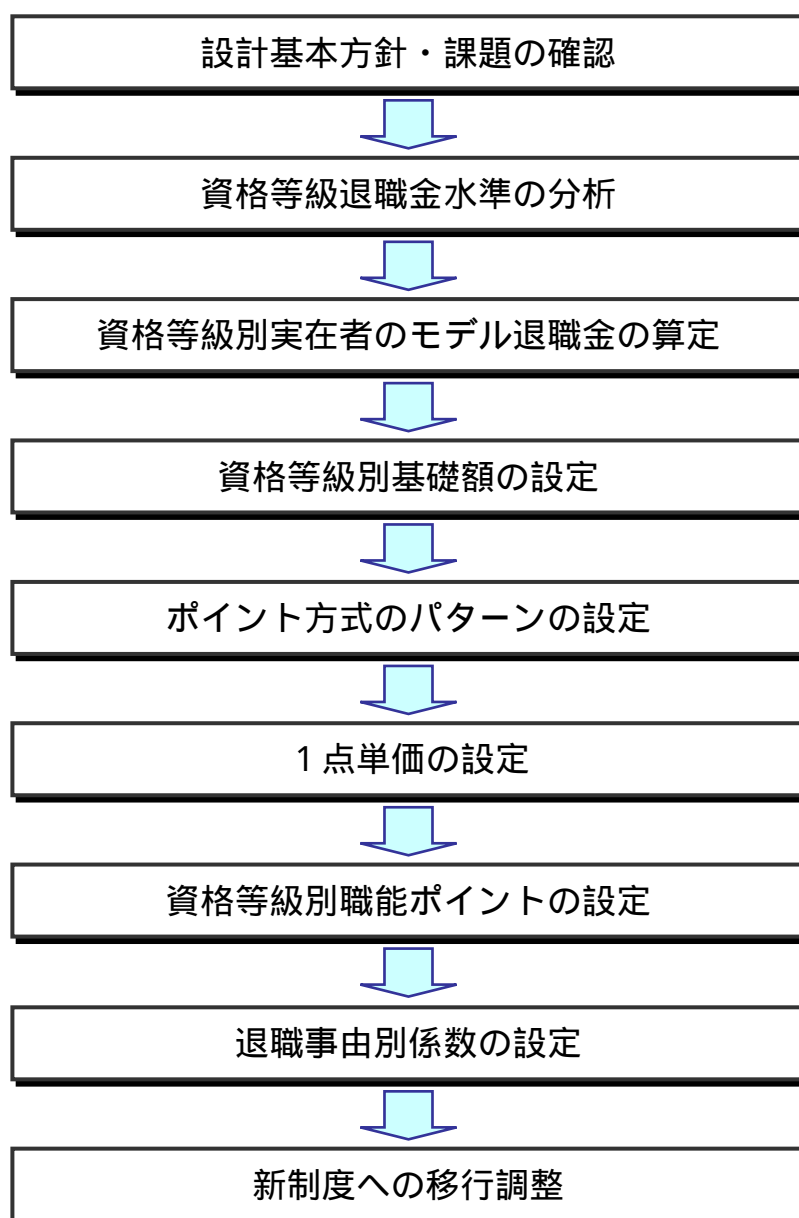 設計基本方針・課題の確認
資格等級退職金水準の分析
資格等級別実在者のモデル退職金の算定
資格等級別基礎額の設定
ポイント方式のパターンの設定
1点単価の設定
資格等級別職能ポイントの設定
退職事由別係数の設定
新制度への移行調整